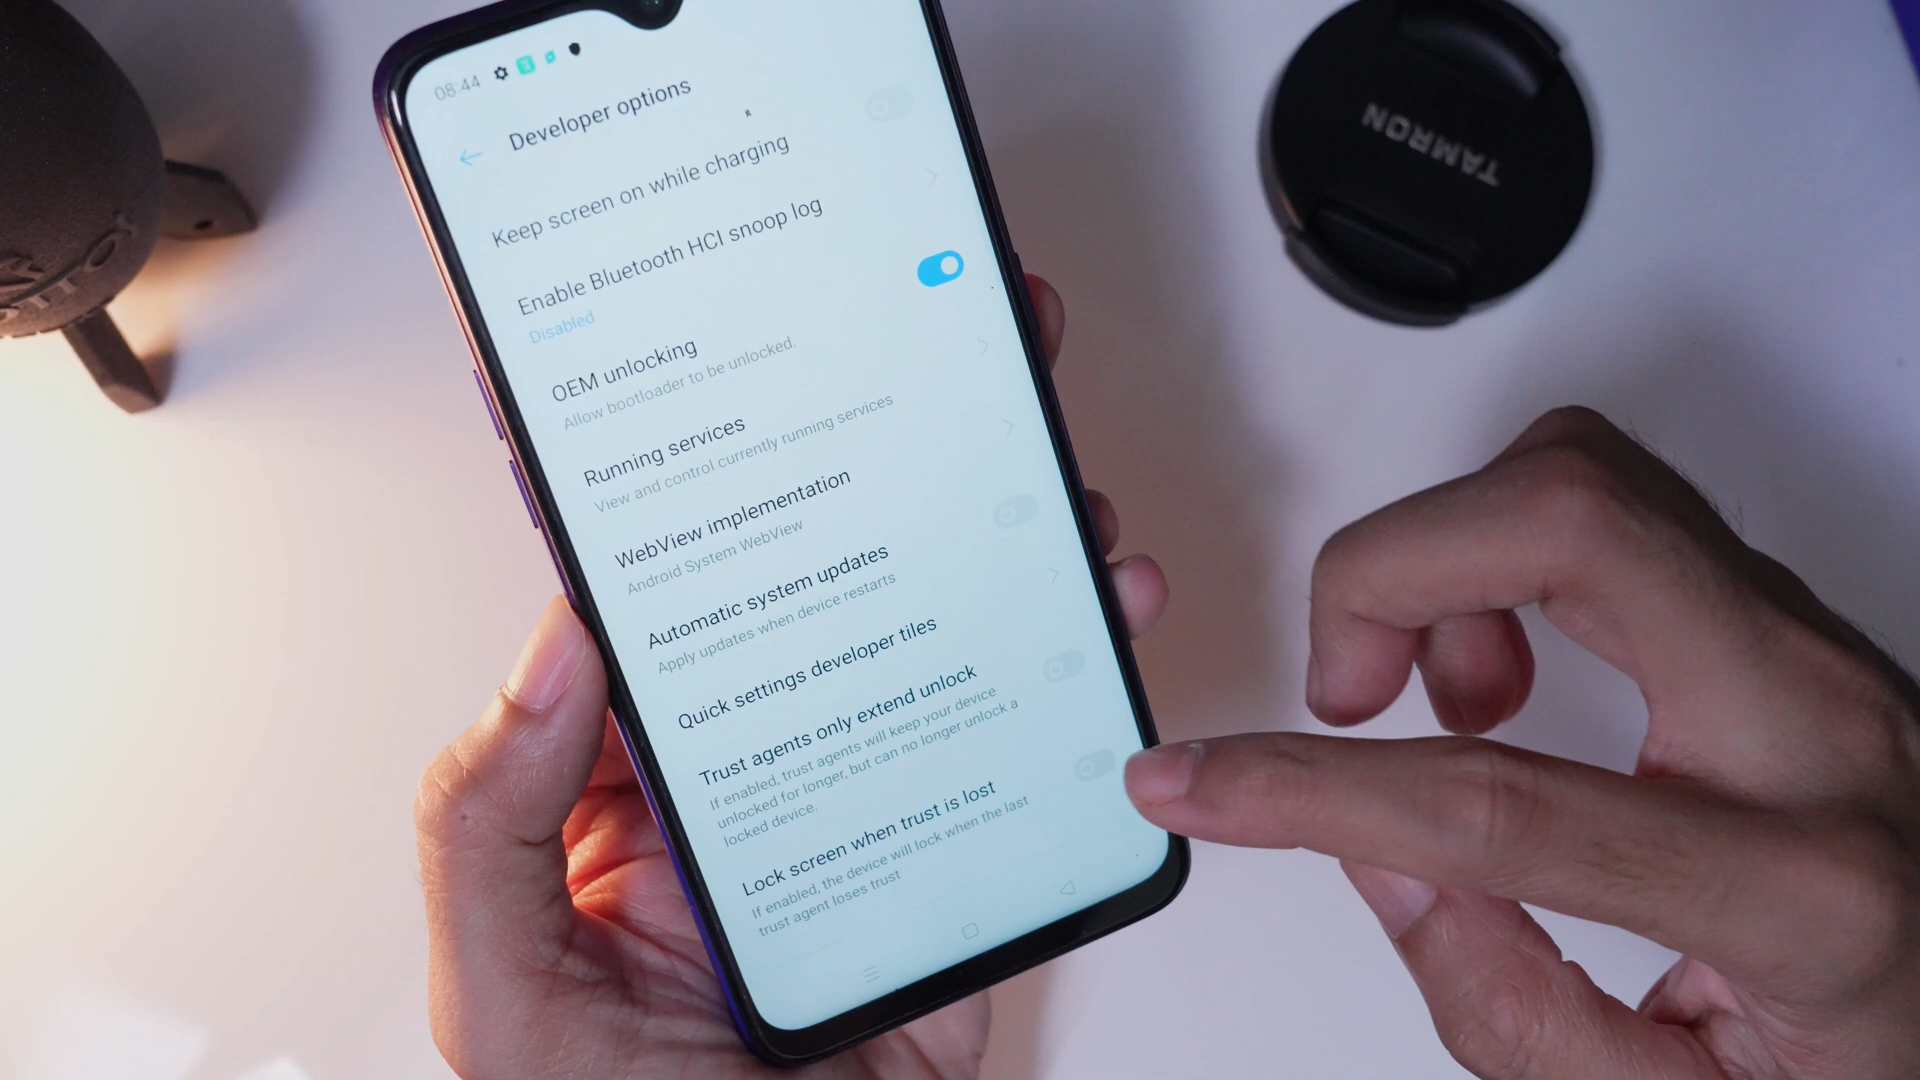 08:44
Developer options
Keep screen on while charging
Enable Bluetooth HCI snoop log
Disabled
OEM unlocking
Allow bootloader to be unlocked.
Running services
View and control currently running services
WebView implementation
Android System WebView
Automatic system updates
Apply updates when device restarts
Quick settings developer tiles
Trust agents only extend unlock
If enabled, trust agents will keep your device
unlocked for longer, but can no longer unlock a
locked device.
Lock screen when trust is lost
If enabled, the device will lock when the last
trust agent loses trust
TAMRON